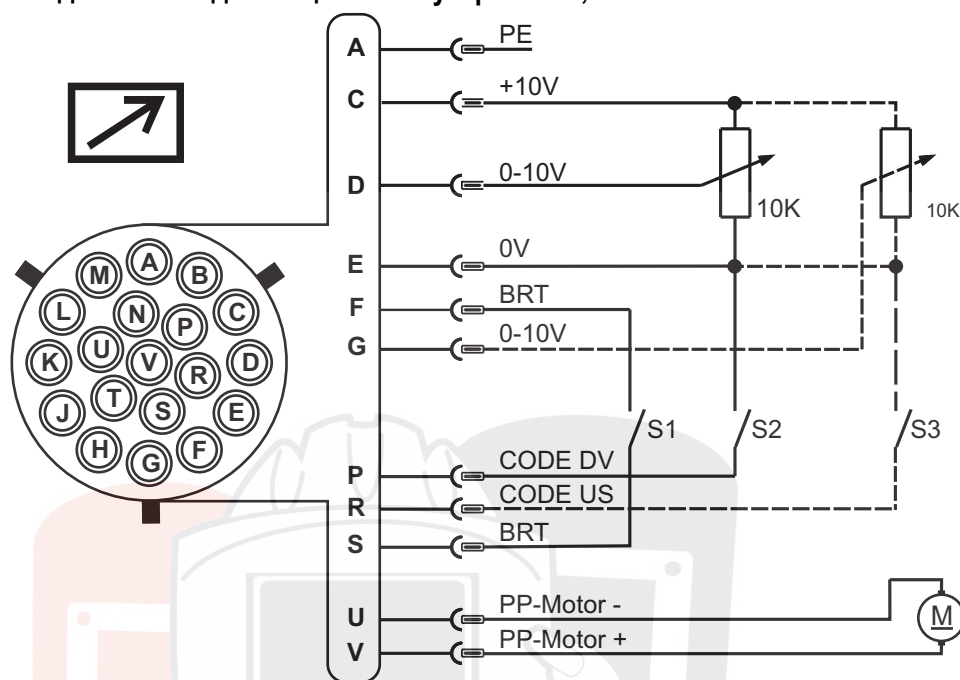 A PE
C +10V
D 0-10V
10K 10K
E 0V
F BRT
G 0-10V
S1 S2 S3
P CODE DV
R CODE US
S BRT
U PP-Motor -
V PP-Motor +
M
A
M B
L N P C
K U V R D
J T S E
H G F